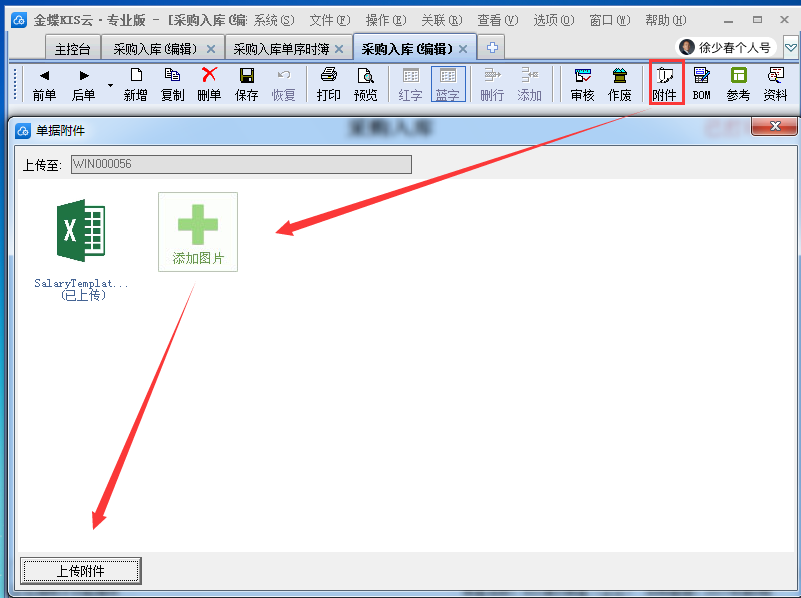 金蝶KIS云·专业版 - [采购入库(编 系统(S) 文件(F) 操作(E) 关联(R) 查看(V) 选项(O) 窗口(W) 帮助(H)
主控台 采购入库(编辑) 采购入库单序时簿 采购入库(编辑) 徐少春个人号
前单 后单 新增 复制 删单 保存 恢复 打印 预览 红字 蓝字 删行 添加 审核 作废 附件 BOM 参考 资料
单据附件 采购入库
上传至: WIN000056
添加图片
SalaryTemplat...
(已上传)
上传附件